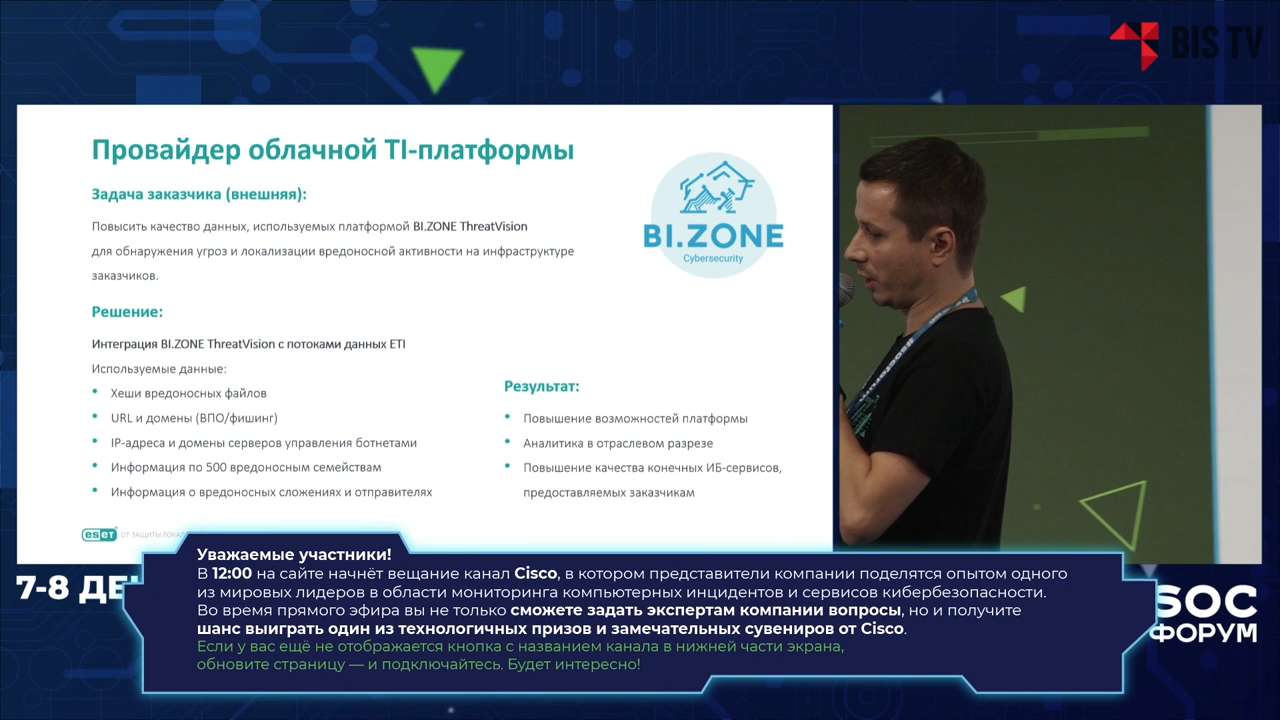 BIS TV
Провайдер облачной TI-платформы
Задача заказчика (внешняя):
Повысить качество данных, используемых платформой BI.ZONE ThreatVision
для обнаружения угроз и локализации вредоносной активности на инфраструктуре
заказчиков.
BI.ZONE
Cybersecurity
Решение:
Интеграция BI.ZONE ThreatVision с потоками данных ETI
Используемые данные:
• Хеши вредоносных файлов
• URL и домены (ВПО/фишинг)
• IP-адреса и домены серверов управления ботнетами
• Информация по 500 вредоносным семействам
• Информация о вредоносных сложениях и отправителях
Результат:
• Повышение возможностей платформы
• Аналитика в отраслевом разрезе
• Повышение качества конечных ИБ-сервисов,
предоставляемых заказчикам
eset ОТ ЗАЩИТЫ
7-8 ДЕ
SOC
ФОРУМ
Уважаемые участники!
В 12:00 на сайте начнёт вещание канал Cisco, в котором представители компании поделятся опытом одного
из мировых лидеров в области мониторинга компьютерных инцидентов и сервисов кибербезопасности.
Во время прямого эфира вы не только сможете задать экспертам компании вопросы, но и получите
шанс выиграть один из технологичных призов и замечательных сувениров от Cisco.
Если у вас ещё не отображается кнопка с названием канала в нижней части экрана,
обновите страницу — и подключайтесь. Будет интересно!